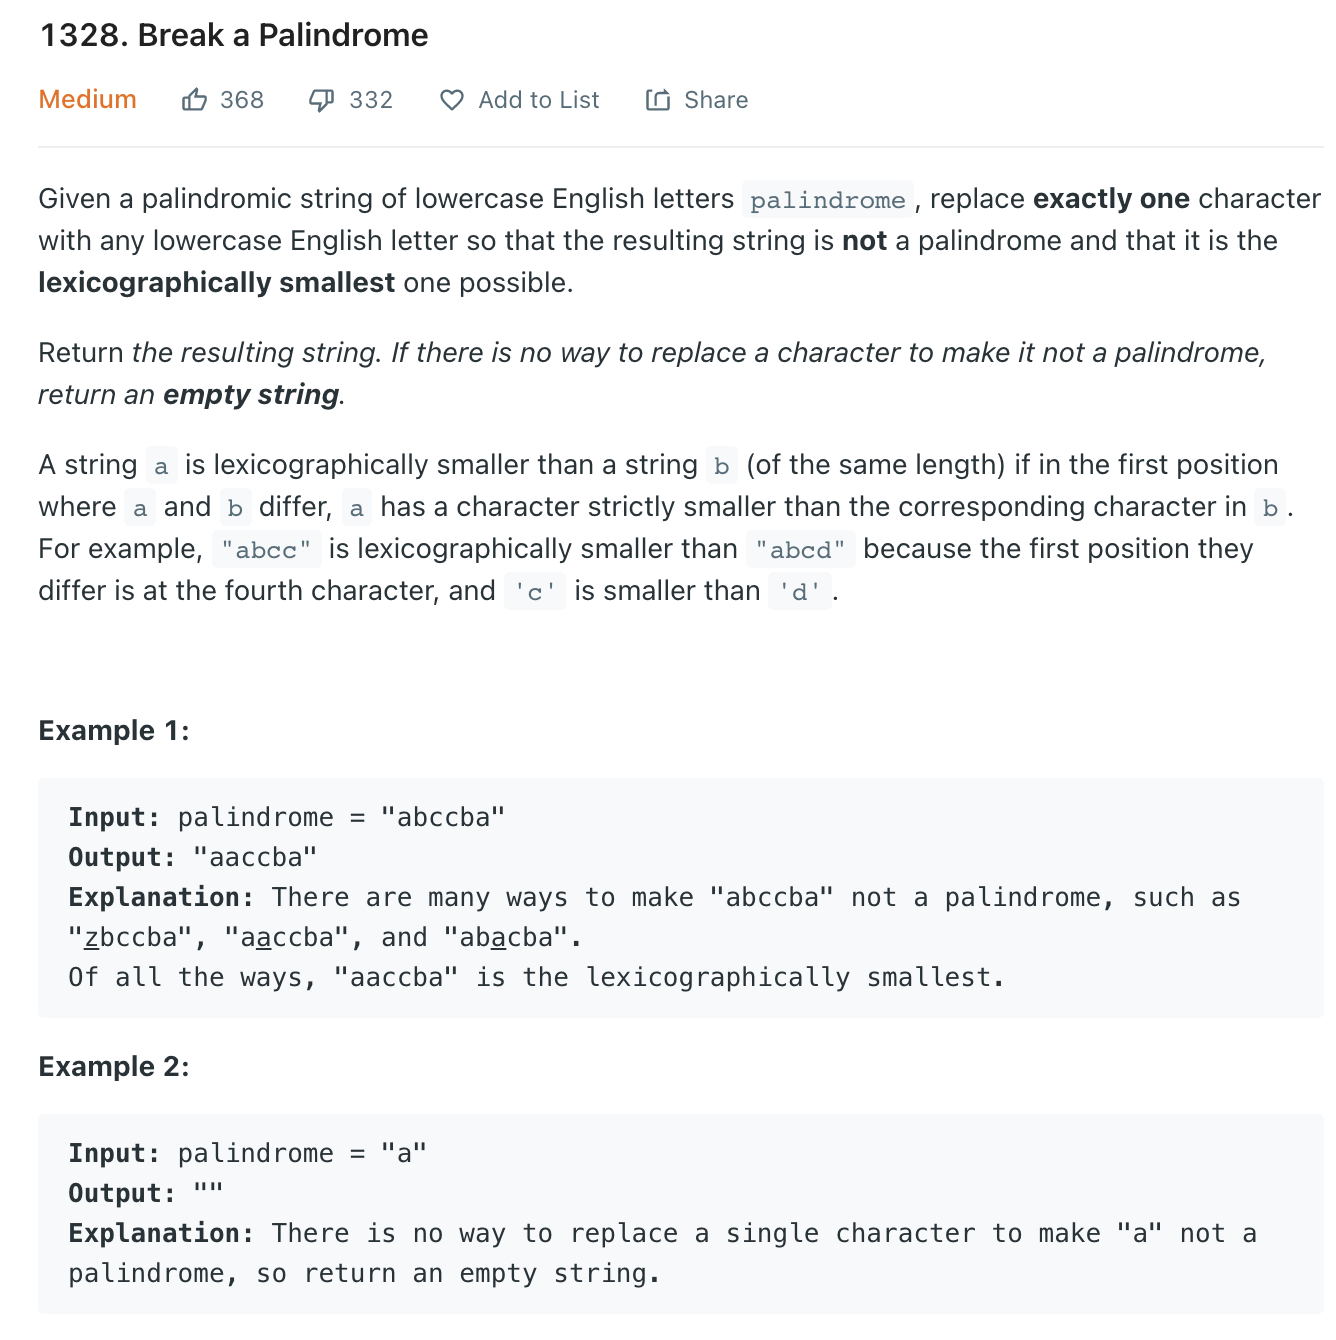 1328. Break a Palindrome
Medium 368 332 Add to List Share
Given a palindromic string of lowercase English letters palindrome , replace exactly one character
with any lowercase English letter so that the resulting string is not a palindrome and that it is the
lexicographically smallest one possible.
Return the resulting string. If there is no way to replace a character to make it not a palindrome,
return an empty string.
A string a is lexicographically smaller than a string b (of the same length) if in the first position
where a and b differ, a has a character strictly smaller than the corresponding character in b .
For example, "abcc" is lexicographically smaller than "abcd" because the first position they
differ is at the fourth character, and 'c' is smaller than 'd' .
Example 1:
Input: palindrome = "abccba"
Output: "aaccba"
Explanation: There are many ways to make "abccba" not a palindrome, such as
"zbccba", "aaccba", and "abacba".
Of all the ways, "aaccba" is the lexicographically smallest.
Example 2:
Input: palindrome = "a"
Output: ""
Explanation: There is no way to replace a single character to make "a" not a
palindrome, so return an empty string.